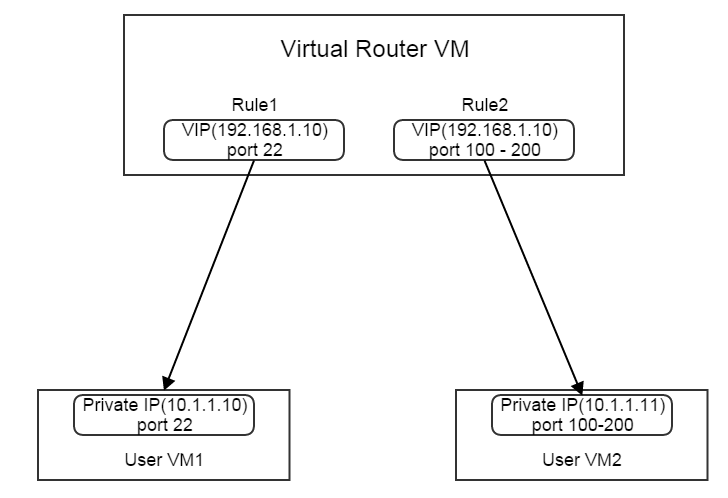 Virtual Router VM
Rule1
VIP(192.168.1.10)
port 22
Rule2
VIP(192.168.1.10)
port 100 - 200
Private IP(10.1.1.10)
port 22
User VM1
Private IP(10.1.1.11)
port 100-200
User VM2